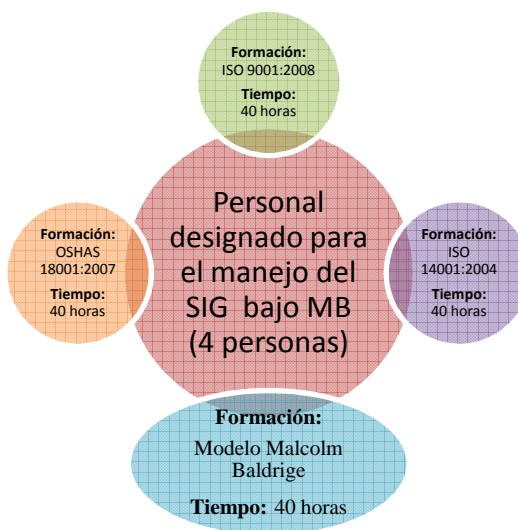 Formación:
ISO 9001:2008
Tiempo:
40 horas
Formación:
OSHAS
18001:2007
Tiempo:
40 horas
Personal
designado para
el manejo del
SIG bajo MB
(4 personas)
Formación:
ISO
14001:2004
Tiempo:
40 horas
Formación:
Modelo Malcolm
Baldrige
Tiempo: 40 horas